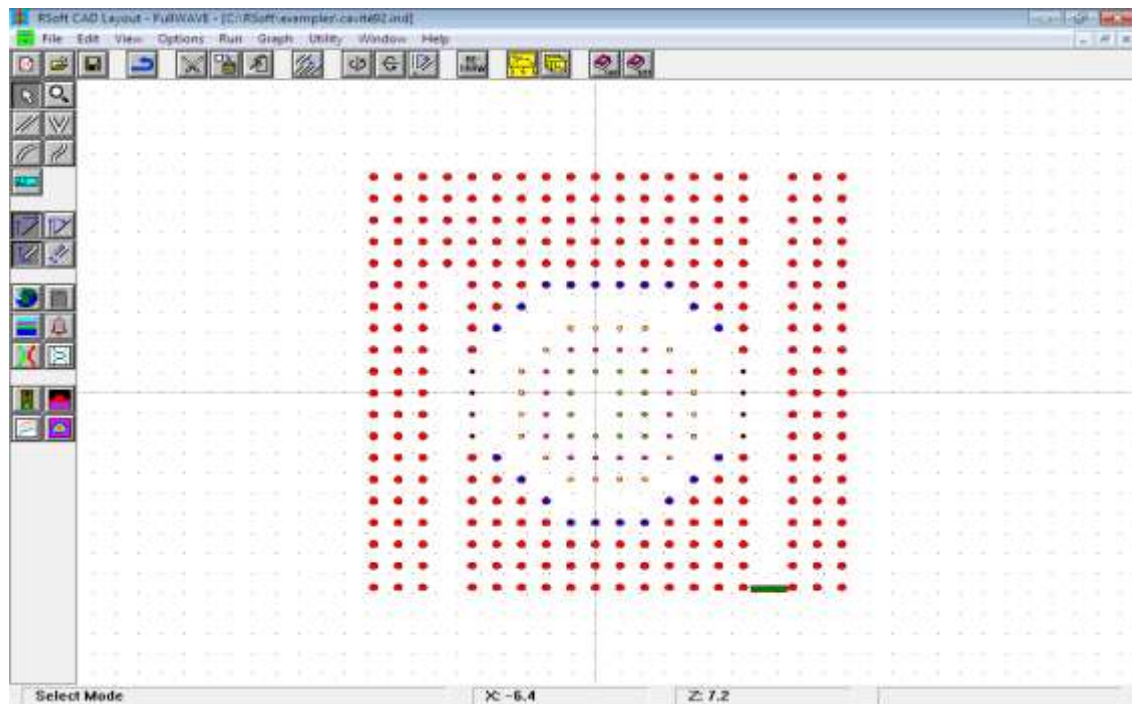 RSoft CAD Layout - FullWAVE - [C:\RSoft\examples\cavite92.ind]
File Edit View Options Run Graph Utility Window Help
Select Mode X: -6.4 Z: 7.2